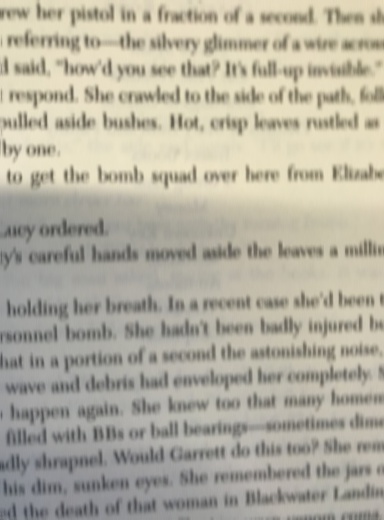 rew her pistol in a fraction of a second. Then sh
referring to—the silvery glimmer of a wire acros
d said, "how'd you see that? It's full-up invisible."
respond. She crawled to the side of the path, foll
pulled aside bushes. Hot, crisp leaves rustled as
by one.
to get the bomb squad over here from Elizabe
Lucy ordered.
y's careful hands moved aside the leaves a millin
holding her breath. In a recent case she'd been
rsonnel bomb. She hadn't been badly injured bu
hat in a portion of a second the astonishing noise,
wave and debris had enveloped her completely. S
happen again. She knew too that many homem
filled with BBs or ball bearings—sometimes dime
adly shrapnel. Would Garrett do this too? She rem
his dim, sunken eyes. She remembered the jars o
ed the death of that woman in Blackwater Landin
venom coma